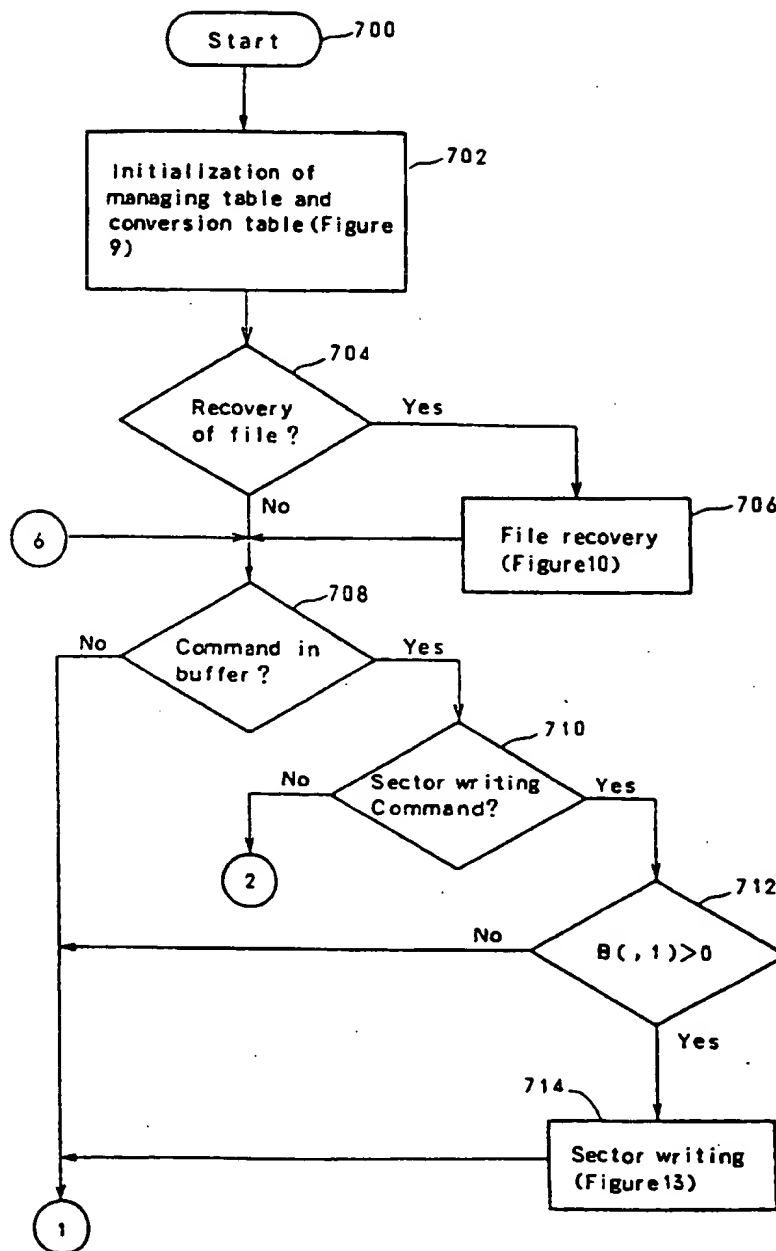 Start
700
702
Initialization of
managing table and
conversion table(Figure
9)
704
Recovery
of file?
Yes
No
706
6
File recovery
(Figure10)
708
No
Command in
buffer?
Yes
710
No
Sector writing
Command?
Yes
2
712
No
B(,1)>0
Yes
714
Sector writing
(Figure13)
1